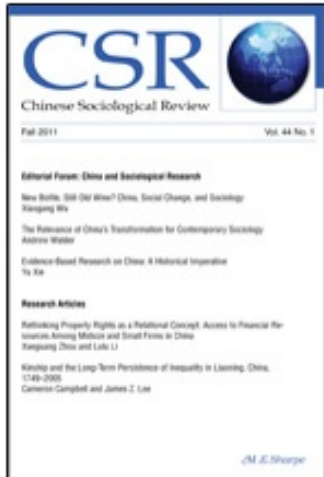 CSR
Chinese Sociological Review
Fall 2011
Vol. 44 No. 1
Editorial Forum: China and Sociological Research
New Bottle, Still Old Wine? China, Social Change, and Sociology
Xiaogang Wu
The Relevance of China's Transformation for Contemporary Sociology
Andrew Walder
Evidence-Based Research on China: A Historical Imperative
Yu Xie
Research Articles
Rethinking Property Rights as a Relational Concept: Access to Financial Re-
sources Among Midsize and Small Firms in China
Xueguang Zhou and Lulu Li
Kinship and the Long-Term Persistence of Inequality in Liaoning, China,
1749-2005
Cameron Campbell and James Z. Lee
M.E.Sharpe